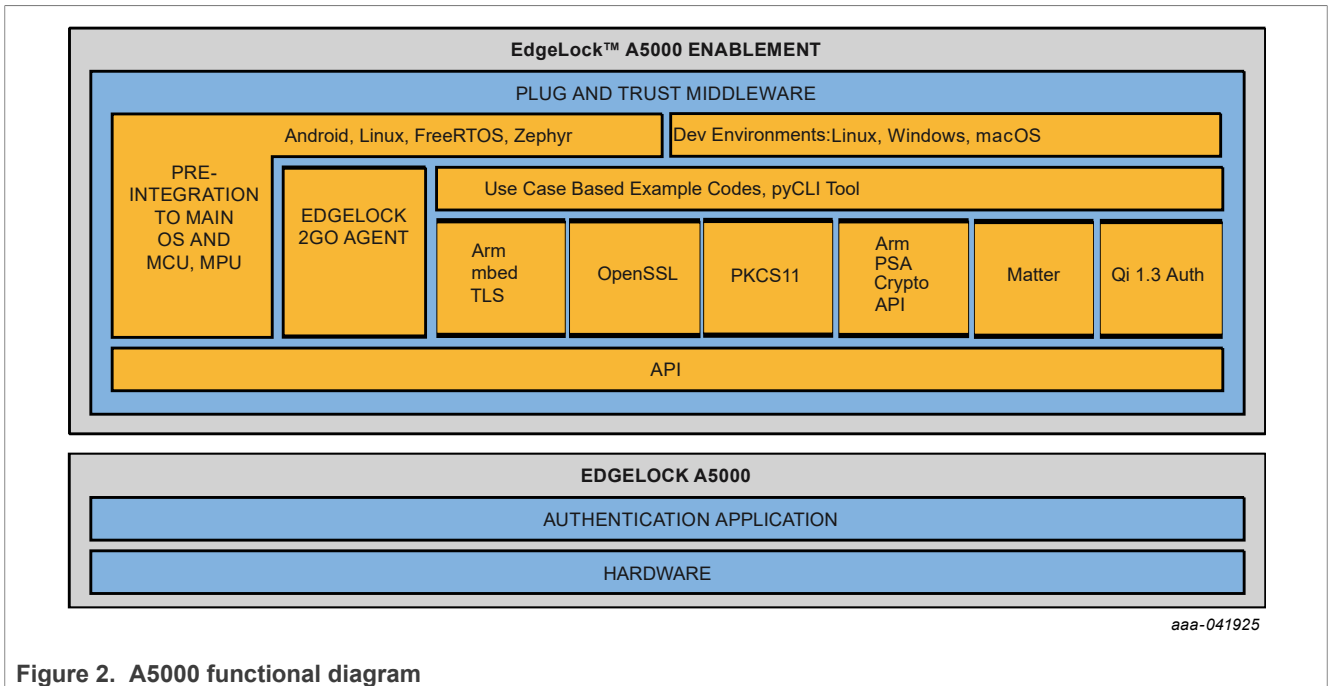 EdgeLock™ A5000 ENABLEMENT
PLUG AND TRUST MIDDLEWARE
Android, Linux, FreeRTOS, Zephyr
Dev Environments:Linux, Windows, macOS
PRE-
INTEGRATION
TO MAIN
OS AND
MCU, MPU
EDGELOCK
2GO AGENT
Use Case Based Example Codes, pyCLI Tool
Arm
mbed
TLS
OpenSSL
PKCS11
Arm
PSA
Crypto
API
Matter
Qi 1.3 Auth
API
EDGELOCK A5000
AUTHENTICATION APPLICATION
HARDWARE
aaa-041925
Figure 2. A5000 functional diagram